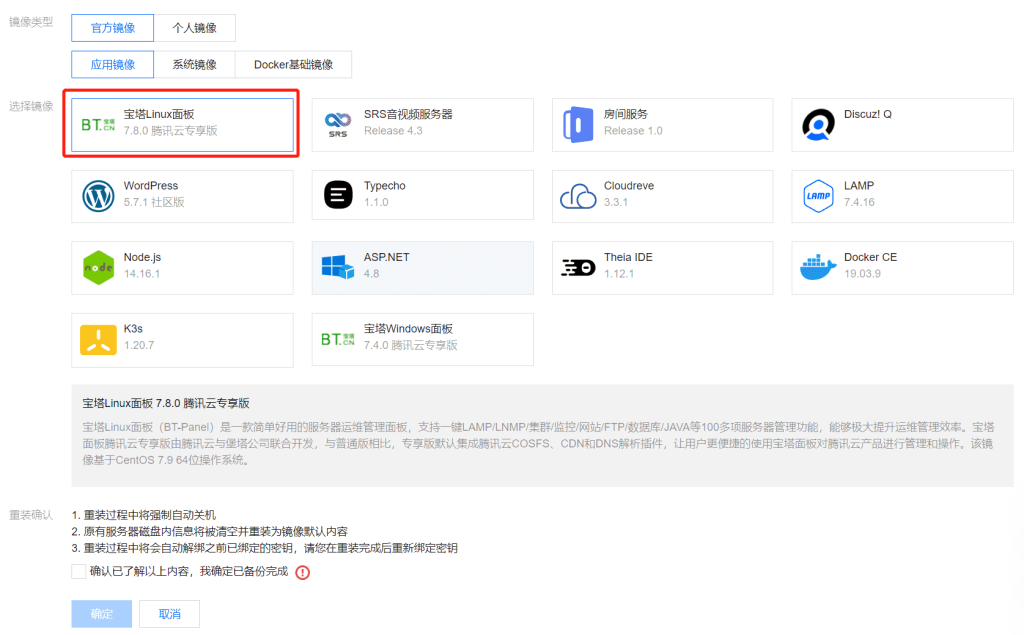 镜像类型
官方镜像 个人镜像
应用镜像 系统镜像 Docker基础镜像
选择镜像
BT.宝塔.CN 宝塔Linux面板
7.8.0 腾讯云专享版
SRS SRS音视频服务器
Release 4.3
房间服务
Release 1.0
Discuz! Q
WordPress
5.7.1 社区版
Typecho
1.1.0
Cloudreve
3.3.1
LAMP LAMP
7.4.16
node Node.js
14.16.1
ASP.NET
4.8
Theia IDE
1.12.1
Docker CE
19.03.9
K3s
1.20.7
BT.宝塔.CN 宝塔Windows面板
7.4.0 腾讯云专享版
宝塔Linux面板 7.8.0 腾讯云专享版
宝塔Linux面板（BT-Panel）是一款简单好用的服务器运维管理面板，支持一键LAMP/LNMP/集群/监控/网站/FTP/数据库/JAVA等100多项服务器管理功能，能够极大提升运维管理效率。宝塔
面板腾讯云专享版由腾讯云与堡塔公司联合开发，与普通版相比，专享版默认集成腾讯云COSFS、CDN和DNS解析插件，让用户更便捷的使用宝塔面板对腾讯云产品进行管理和操作。该镜
像基于CentOS 7.9 64位操作系统。
重装确认
1. 重装过程中将强制自动关机
2. 原有服务器磁盘内信息将被清空并重装为镜像默认内容
3. 重装过程中将会自动解绑之前已绑定的密钥，请您在重装完成后重新绑定密钥
确认已了解以上内容，我确定已备份完成
确定 取消